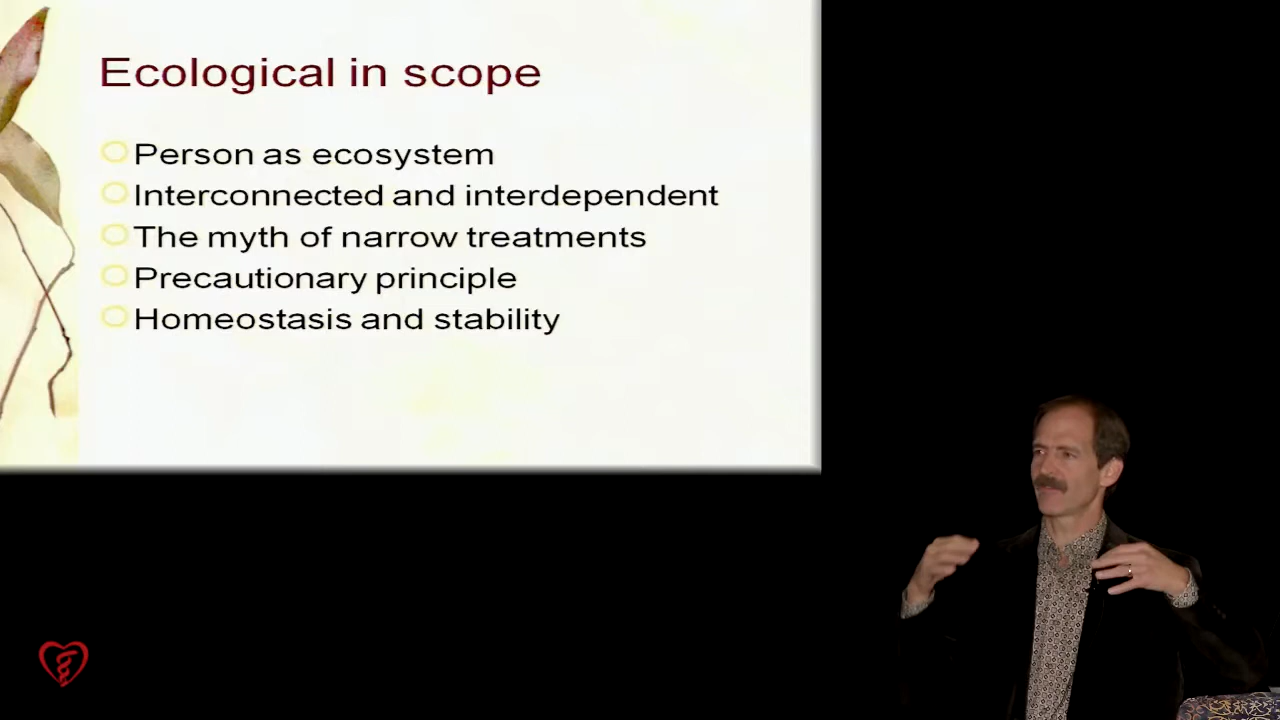 Ecological in scope
Person as ecosystem
Interconnected and interdependent
The myth of narrow treatments
Precautionary principle
Homeostasis and stability